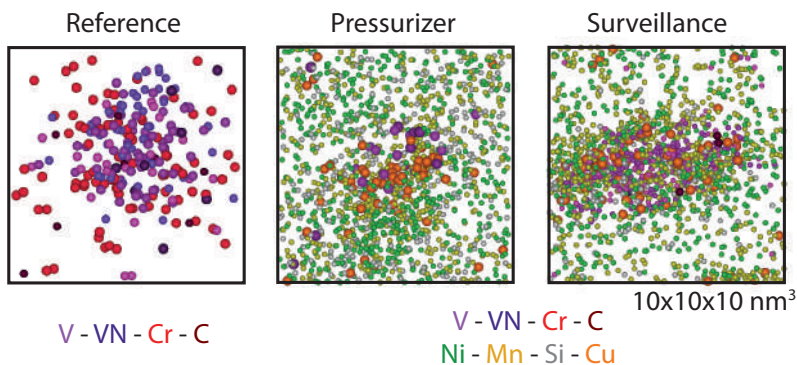 Reference
Pressurizer
Surveillance
10x10x10 nm³
V - VN - Cr - C
V - VN - Cr - C
Ni - Mn - Si - Cu